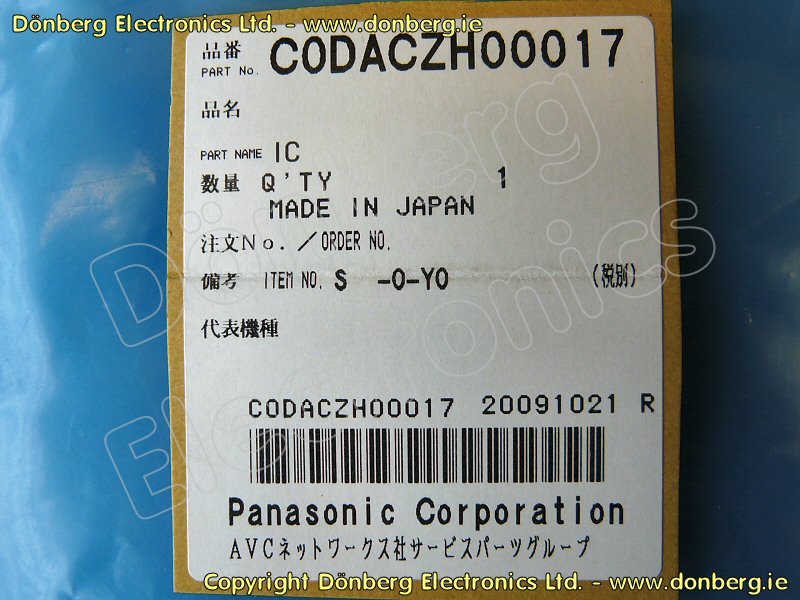 Dönberg Electronics Ltd. - www.donberg.ie
品番
PART No. C0DACZH00017
品名
PART NAME IC
数量 Q'TY 1
MADE IN JAPAN
注文No.／ORDER NO.
備考 ITEM NO. S -0-Y0 (税別)
代表機種
Dönberg
Electronics
C0DACZH00017 20091021 R
Panasonic Corporation
AVCネットワークス社サービスパーツグループ
Copyright Dönberg Electronics Ltd. - www.donberg.ie